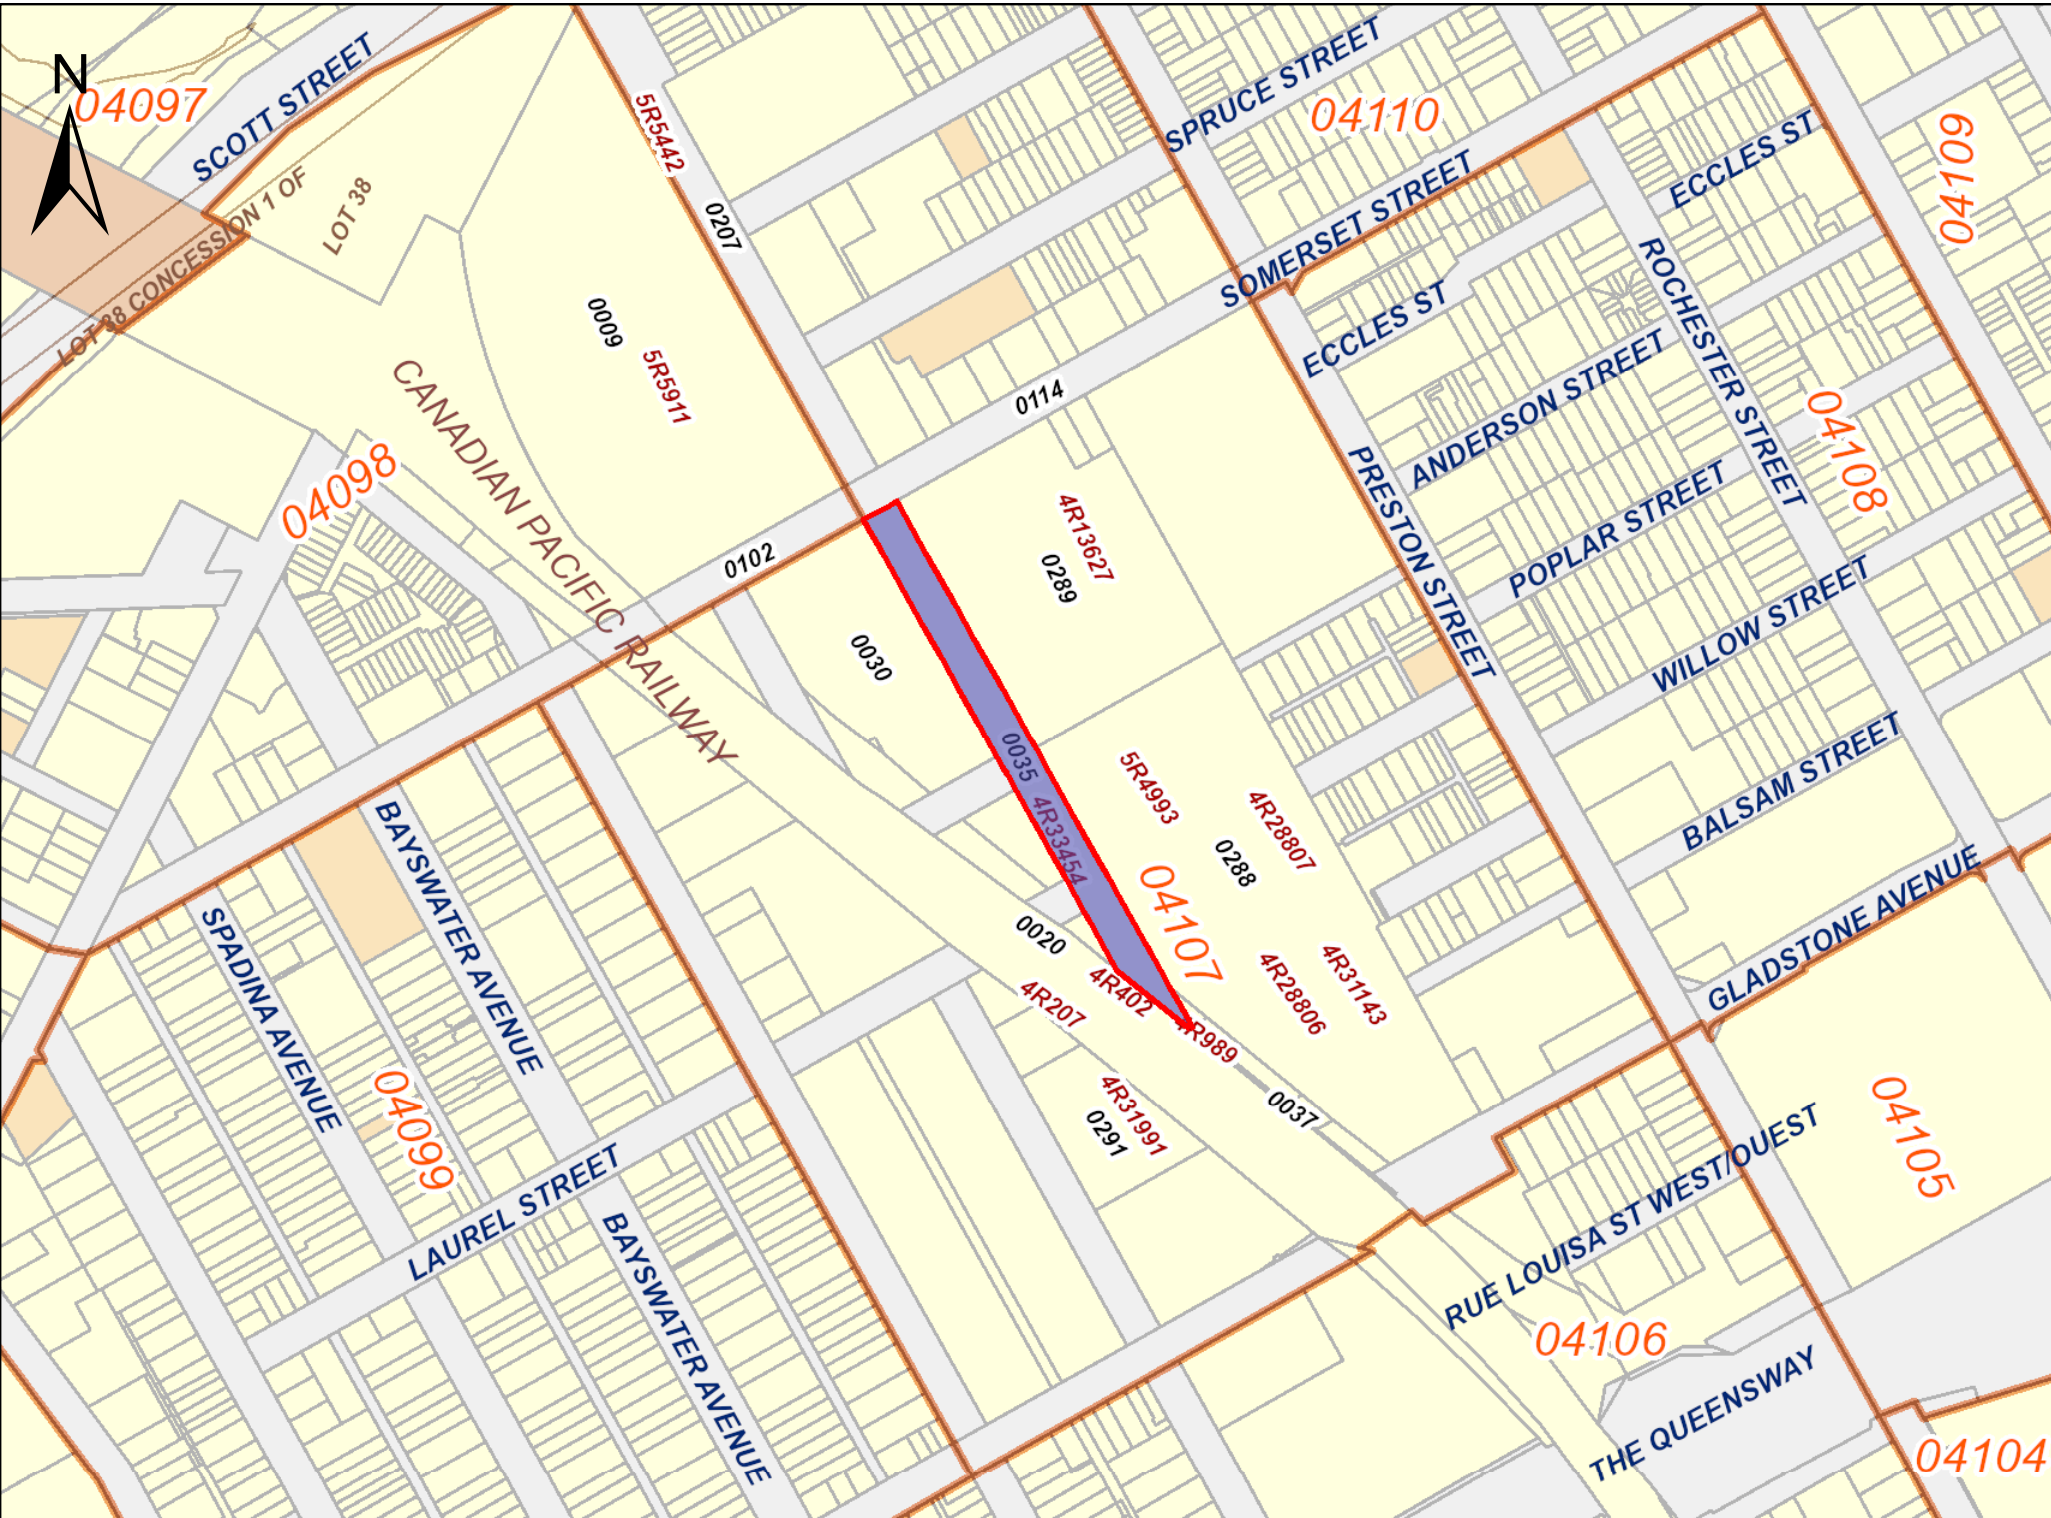 N
04097
SCOTT STREET
LOT 38 CONCESSION 1 OF
LOT 38
5R5442
0207
SPRUCE STREET
04110
ECCLES ST
04109
SOMERSET STREET
ECCLES ST
ROCHESTER STREET
0009
5R5911
CANADIAN PACIFIC RAILWAY
0114
ANDERSON STREET
04108
04098
PRESTON STREET
POPLAR STREET
0102
4R13627
0289
WILLOW STREET
0030
0035
4R33454
5R4993
4R28807
0288
BALSAM STREET
BAYSWATER AVENUE
SPADINA AVENUE
04107
GLADSTONE AVENUE
0020
4R402
4R207
4R989
4R28806
4R31143
04099
4R31991
0291
0037
04105
LAUREL STREET
BAYSWATER AVENUE
RUE LOUISA ST WEST/OUEST
04106
THE QUEENSWAY
04104